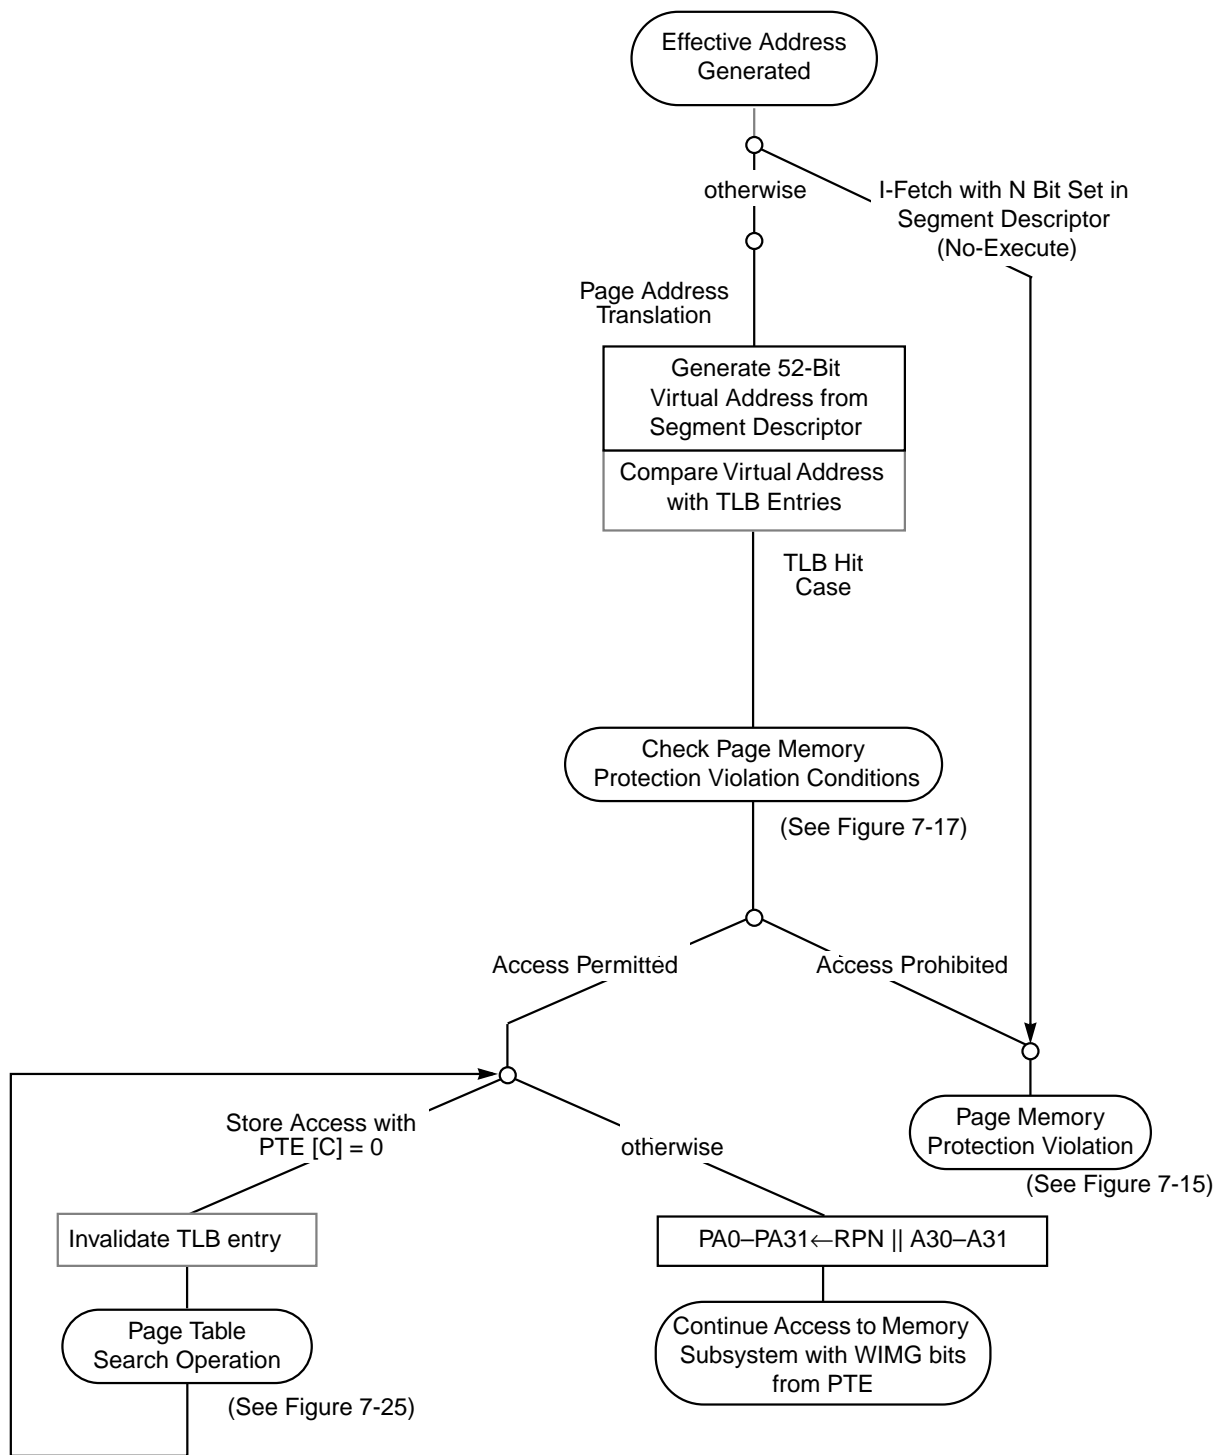 Effective Address
Generated
otherwise
I-Fetch with N Bit Set in
Segment Descriptor
(No-Execute)
Page Address
Translation
Generate 52-Bit
Virtual Address from
Segment Descriptor
Compare Virtual Address
with TLB Entries
TLB Hit
Case
Check Page Memory
Protection Violation Conditions
(See Figure 7-17)
Access Permitted
Access Prohibited
Store Access with
PTE [C] = 0
otherwise
Page Memory
Protection Violation
(See Figure 7-15)
Invalidate TLB entry
PA0–PA31←RPN || A30–A31
Page Table
Search Operation
(See Figure 7-25)
Continue Access to Memory
Subsystem with WIMG bits
from PTE